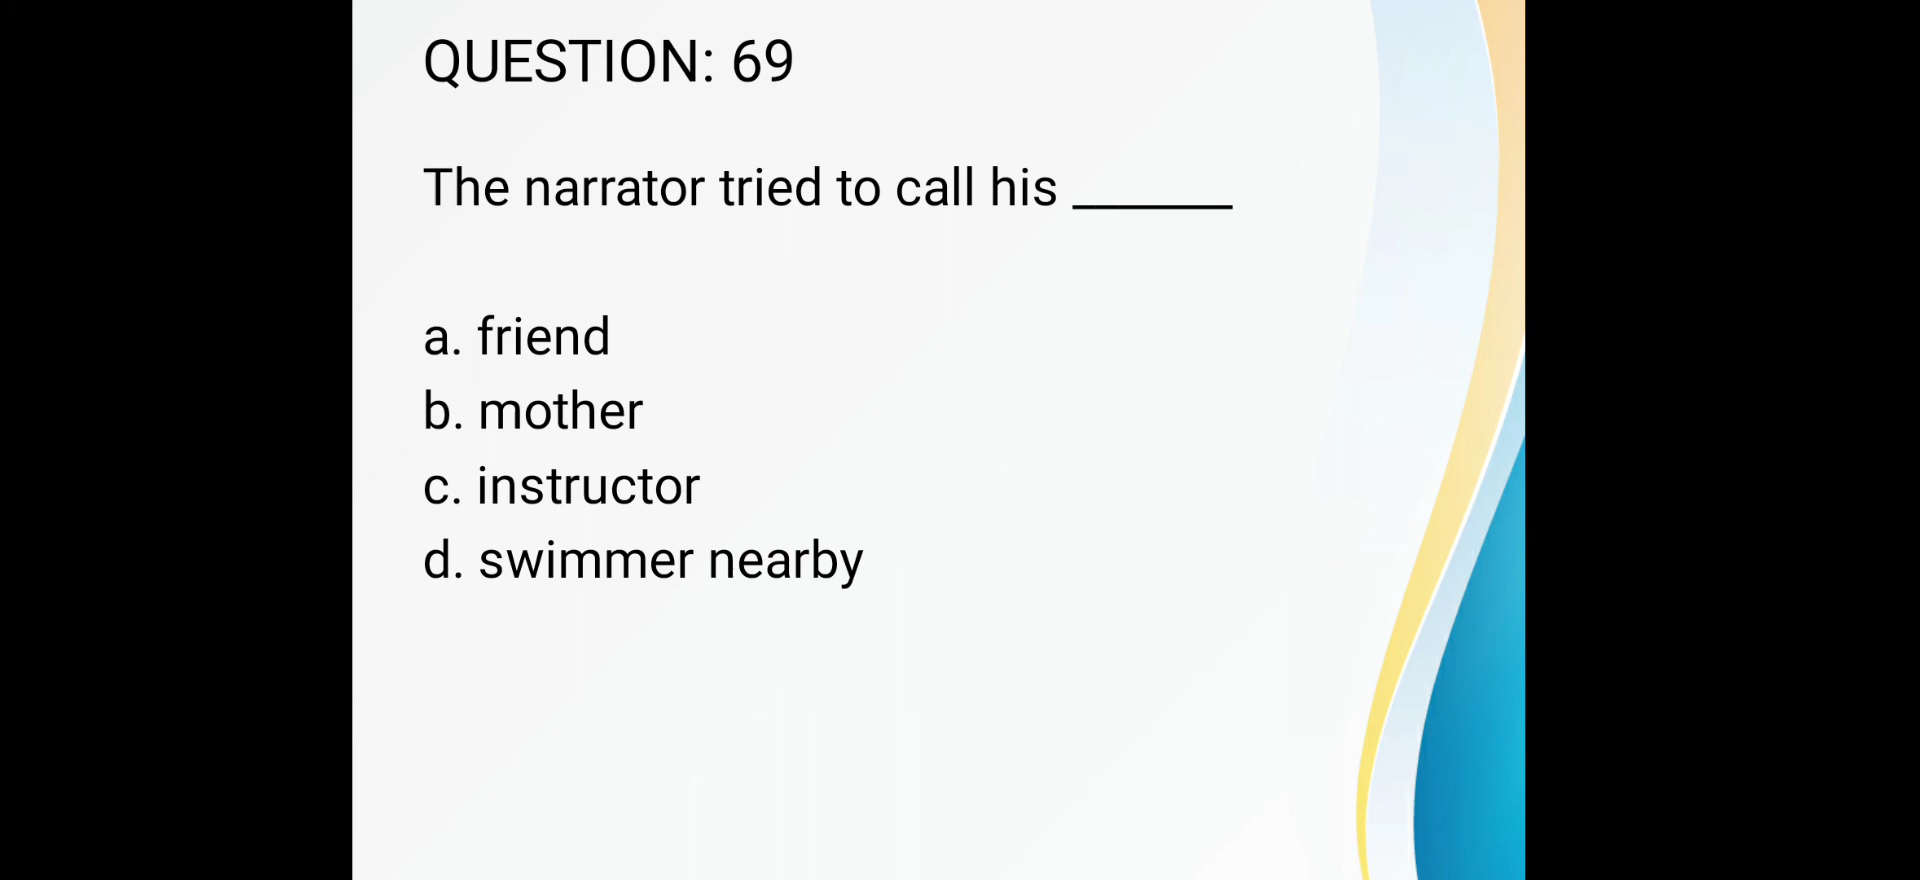 QUESTION: 69
The narrator tried to call his ______
a. friend
b. mother
c. instructor
d. swimmer nearby